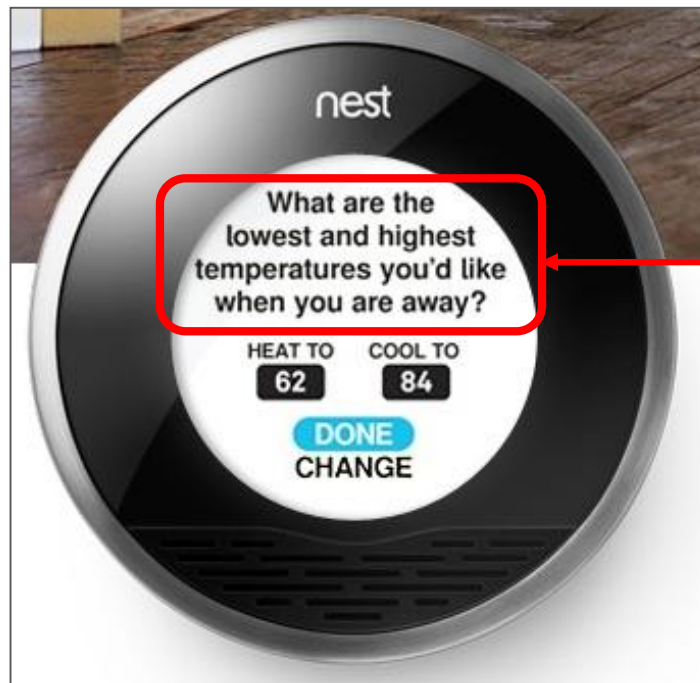 nest
What are the
lowest and highest
temperatures you'd like
when you are away?
HEAT TO COOL TO
62 84
DONE
CHANGE